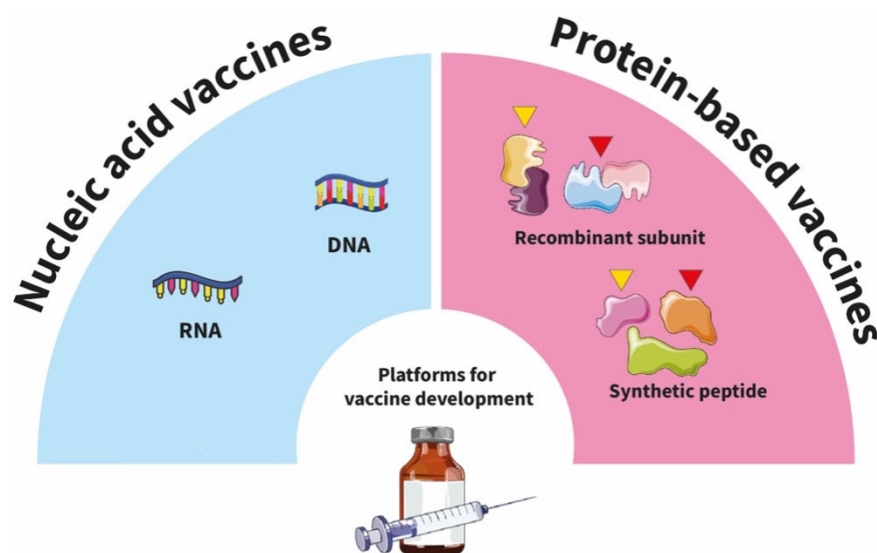 Nucleic acid vaccines
Protein-based vaccines
DNA
RNA
Recombinant subunit
Synthetic peptide
Platforms for
vaccine development